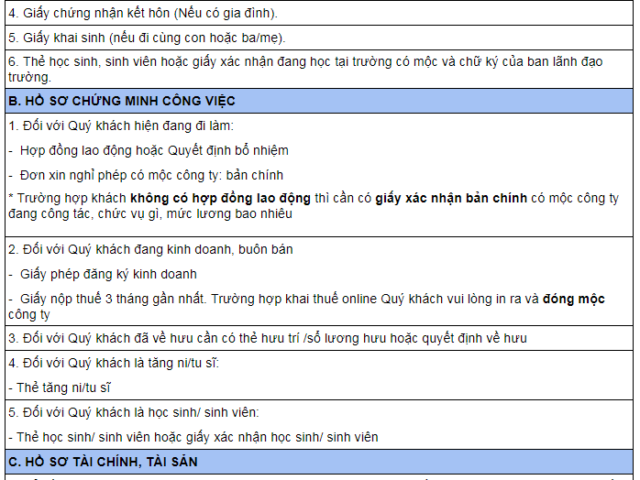 4. Giấy chứng nhận kết hôn (Nếu có gia đình).
5. Giấy khai sinh (nếu đi cùng con hoặc ba/mẹ).
6. Thẻ học sinh, sinh viên hoặc giấy xác nhận đang học tại trường có mộc và chữ ký của ban lãnh đạo
trường.
B. HỒ SƠ CHỨNG MINH CÔNG VIỆC
1. Đối với Quý khách hiện đang đi làm:
- Hợp đồng lao động hoặc Quyết định bổ nhiệm
- Đơn xin nghỉ phép có mộc công ty: bản chính
* Trường hợp khách không có hợp đồng lao động thì cần có giấy xác nhận bản chính có mộc công ty
đang công tác, chức vụ gì, mức lương bao nhiêu
2. Đối với Quý khách đang kinh doanh, buôn bán
- Giấy phép đăng ký kinh doanh
- Giấy nộp thuế 3 tháng gần nhất. Trường hợp khai thuế online Quý khách vui lòng in ra và đóng mộc
công ty
3. Đối với Quý khách đã về hưu cần có thẻ hưu trí /sổ lương hưu hoặc quyết định về hưu
4. Đối với Quý khách là tăng ni/tu sĩ:
- Thẻ tăng ni/tu sĩ
5. Đối với Quý khách là học sinh/ sinh viên:
- Thẻ học sinh/ sinh viên hoặc giấy xác nhận học sinh/ sinh viên
C. HỒ SƠ TÀI CHÍNH, TÀI SẢN